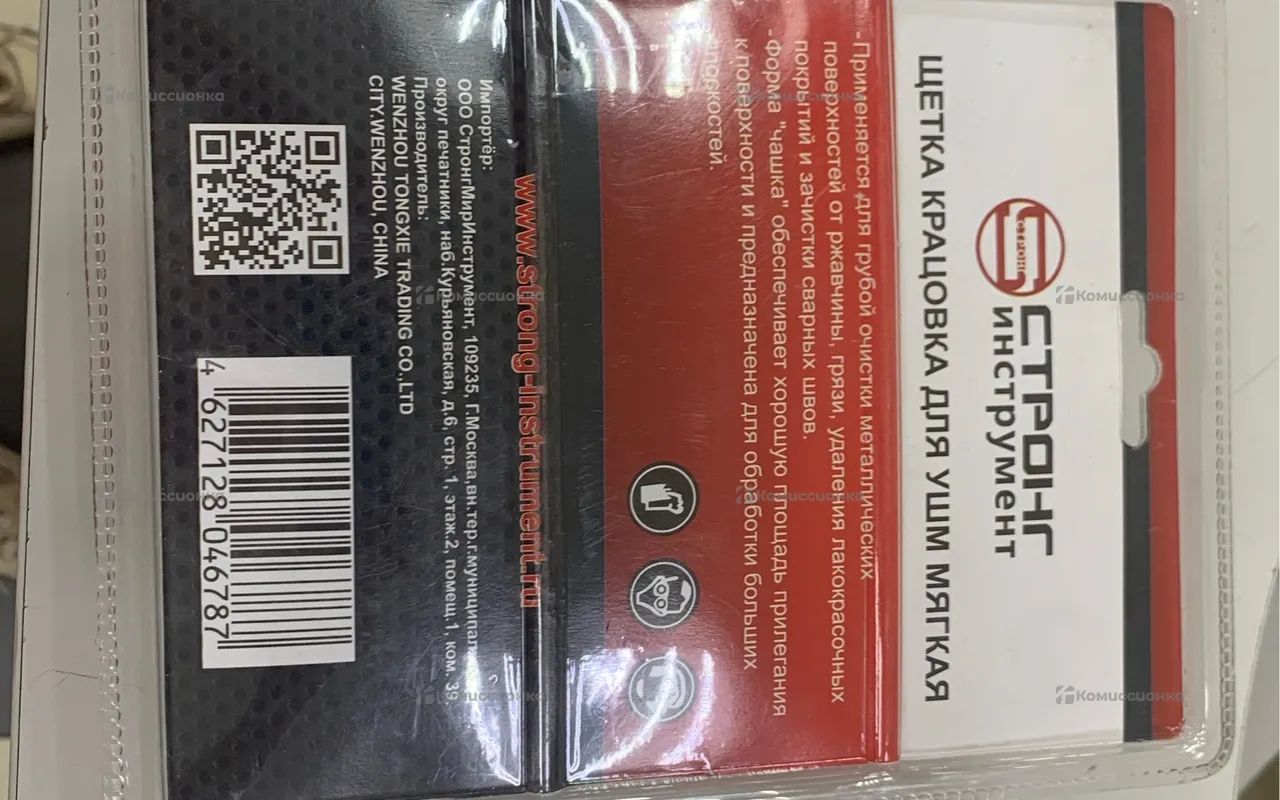 СТРОНГ
инструмент
ЩЕТКА КРАЦОВКА ДЛЯ УШМ МЯГКАЯ
-Применяется для грубой очистки металлических
поверхностей от ржавчины, грязи, удаления лакокрасочных
покрытий и зачистки сварных швов.
-Форма "чашка" обеспечивает хорошую площадь прилегания
к поверхности и предназначена для обработки больших
плоскостей.
www.strong-instrument.ru
Импортёр:
ООО СтронгМирИнструмент, 109235, Г.Москва,вн.тер.г.муниципал
округ печатники, наб.Курьяновская, д.6, стр. 1, этаж.2, помещ.1, ком. 39
Производитель:
WENZHOU TONGXIE TRADING CO.,LTD
CITY.WENZHOU, CHINA
4 627128 046787
Комиссионка
Комиссионка
Комиссионка
Комиссионка
Комиссионка
Комиссионка